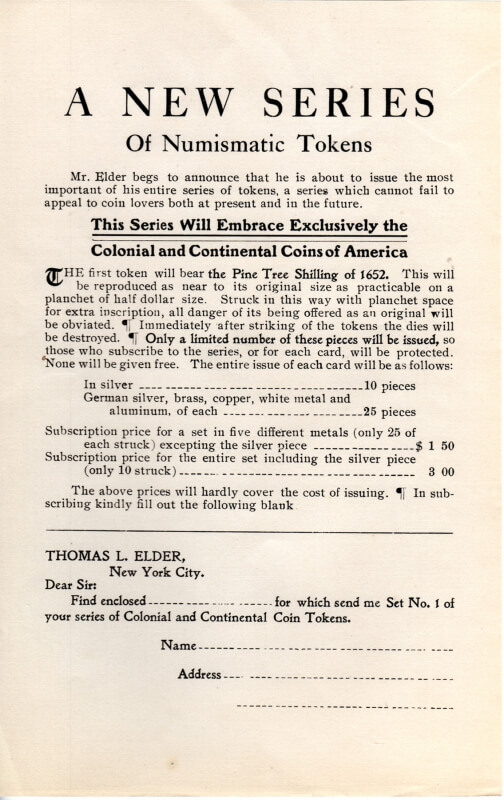 A NEW SERIES
Of Numismatic Tokens
Mr. Elder begs to announce that he is about to issue the most
important of his entire series of tokens, a series which cannot fail to
appeal to coin lovers both at present and in the future.
This Series Will Embrace Exclusively the
Colonial and Continental Coins of America
THE first token will bear the Pine Tree Shilling of 1652. This will
be reproduced as near to its original size as practicable on a
planchet of half dollar size. Struck in this way with planchet space
for extra inscription, all danger of its being offered as an original will
be obviated. ¶ Immediately after striking of the tokens the dies will
be destroyed. ¶ Only a limited number of these pieces will be issued, so
those who subscribe to the series, or for each card, will be protected.
None will be given free. The entire issue of each card will be as follows:
In silver ------------------------------10 pieces
German silver, brass, copper, white metal and
aluminum, of each --------------------25 pieces
Subscription price for a set in five different metals (only 25 of
each struck) excepting the silver piece ---------------$ 1 50
Subscription price for the entire set including the silver piece
(only 10 struck)----------------------------------- 3 00
The above prices will hardly cover the cost of issuing. ¶ In sub-
scribing kindly fill out the following blank
THOMAS L. ELDER,
New York City.
Dear Sir:
Find enclosed------------------for which send me Set No. 1 of
your series of Colonial and Continental Coin Tokens.
Name------------------------------------
Address---------------------------------